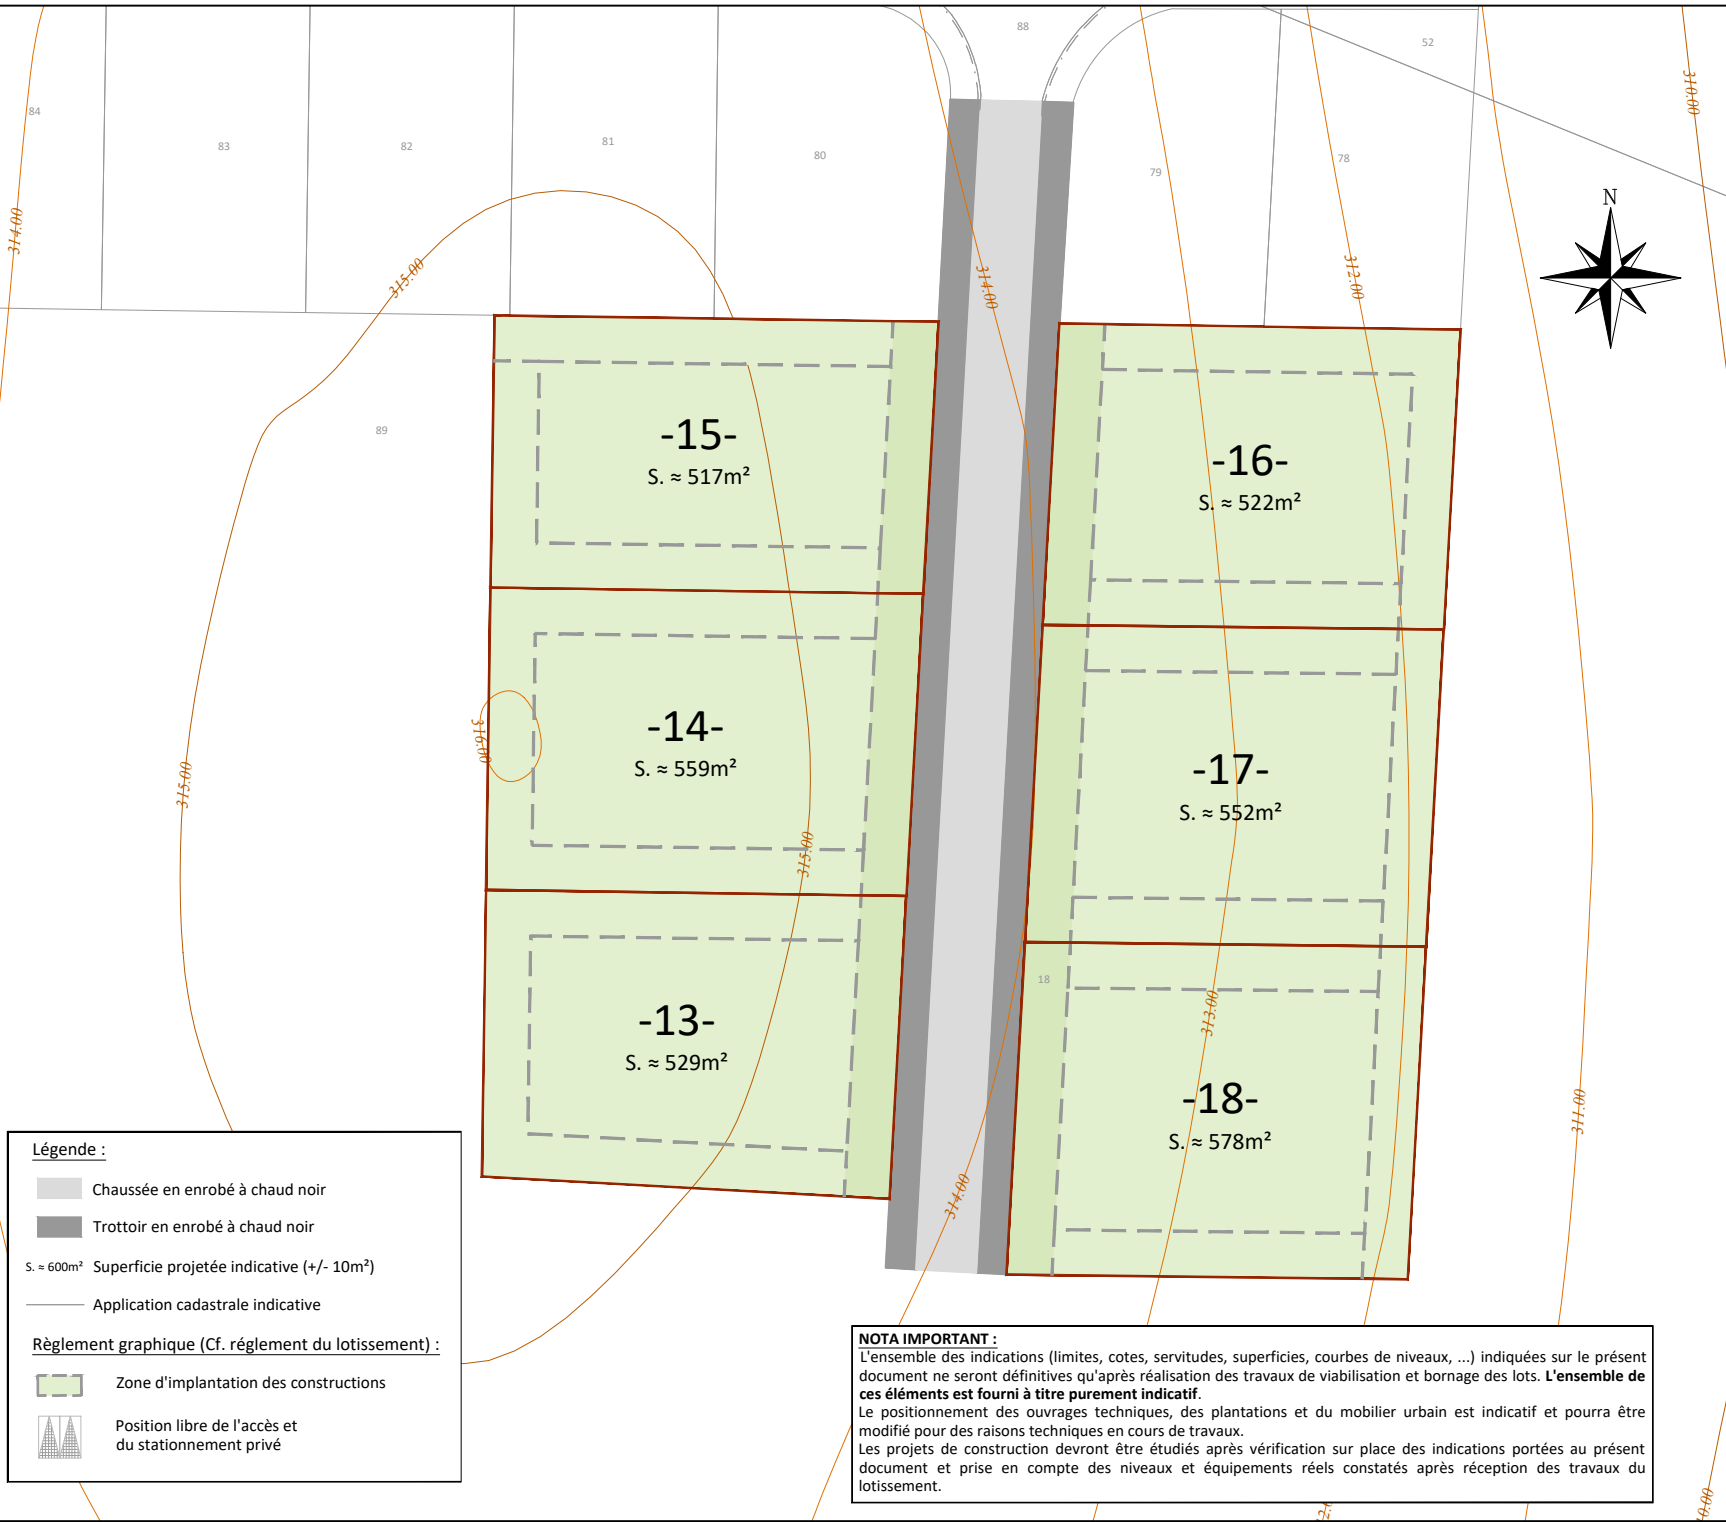 88
52
84
83
82
81
80
79
78
310.00
N
314.00
315.00
314.00
312.00
89
-15-
S. ≈ 517m²
-16-
S. ≈ 522m²
-14-
S. ≈ 559m²
316.00
315.00
315.00
-17-
S. ≈ 552m²
18
313.00
-13-
S. ≈ 529m²
-18-
S. ≈ 578m²
311.00
314.00
Légende :
Chaussée en enrobé à chaud noir
Trottoir en enrobé à chaud noir
S. ≈ 600m² Superficie projetée indicative (+/- 10m²)
Application cadastrale indicative
Règlement graphique (Cf. réglement du lotissement) :
Zone d'implantation des constructions
Position libre de l'accès et
du stationnement privé
NOTA IMPORTANT :
L'ensemble des indications (limites, cotes, servitudes, superficies, courbes de niveaux, ...) indiquées sur le présent
document ne seront définitives qu'après réalisation des travaux de viabilisation et bornage des lots. L'ensemble de
ces éléments est fourni à titre purement indicatif.
Le positionnement des ouvrages techniques, des plantations et du mobilier urbain est indicatif et pourra être
modifié pour des raisons techniques en cours de travaux.
Les projets de construction devront être étudiés après vérification sur place des indications portées au présent
document et prise en compte des niveaux et équipements réels constatés après réception des travaux du
lotissement.